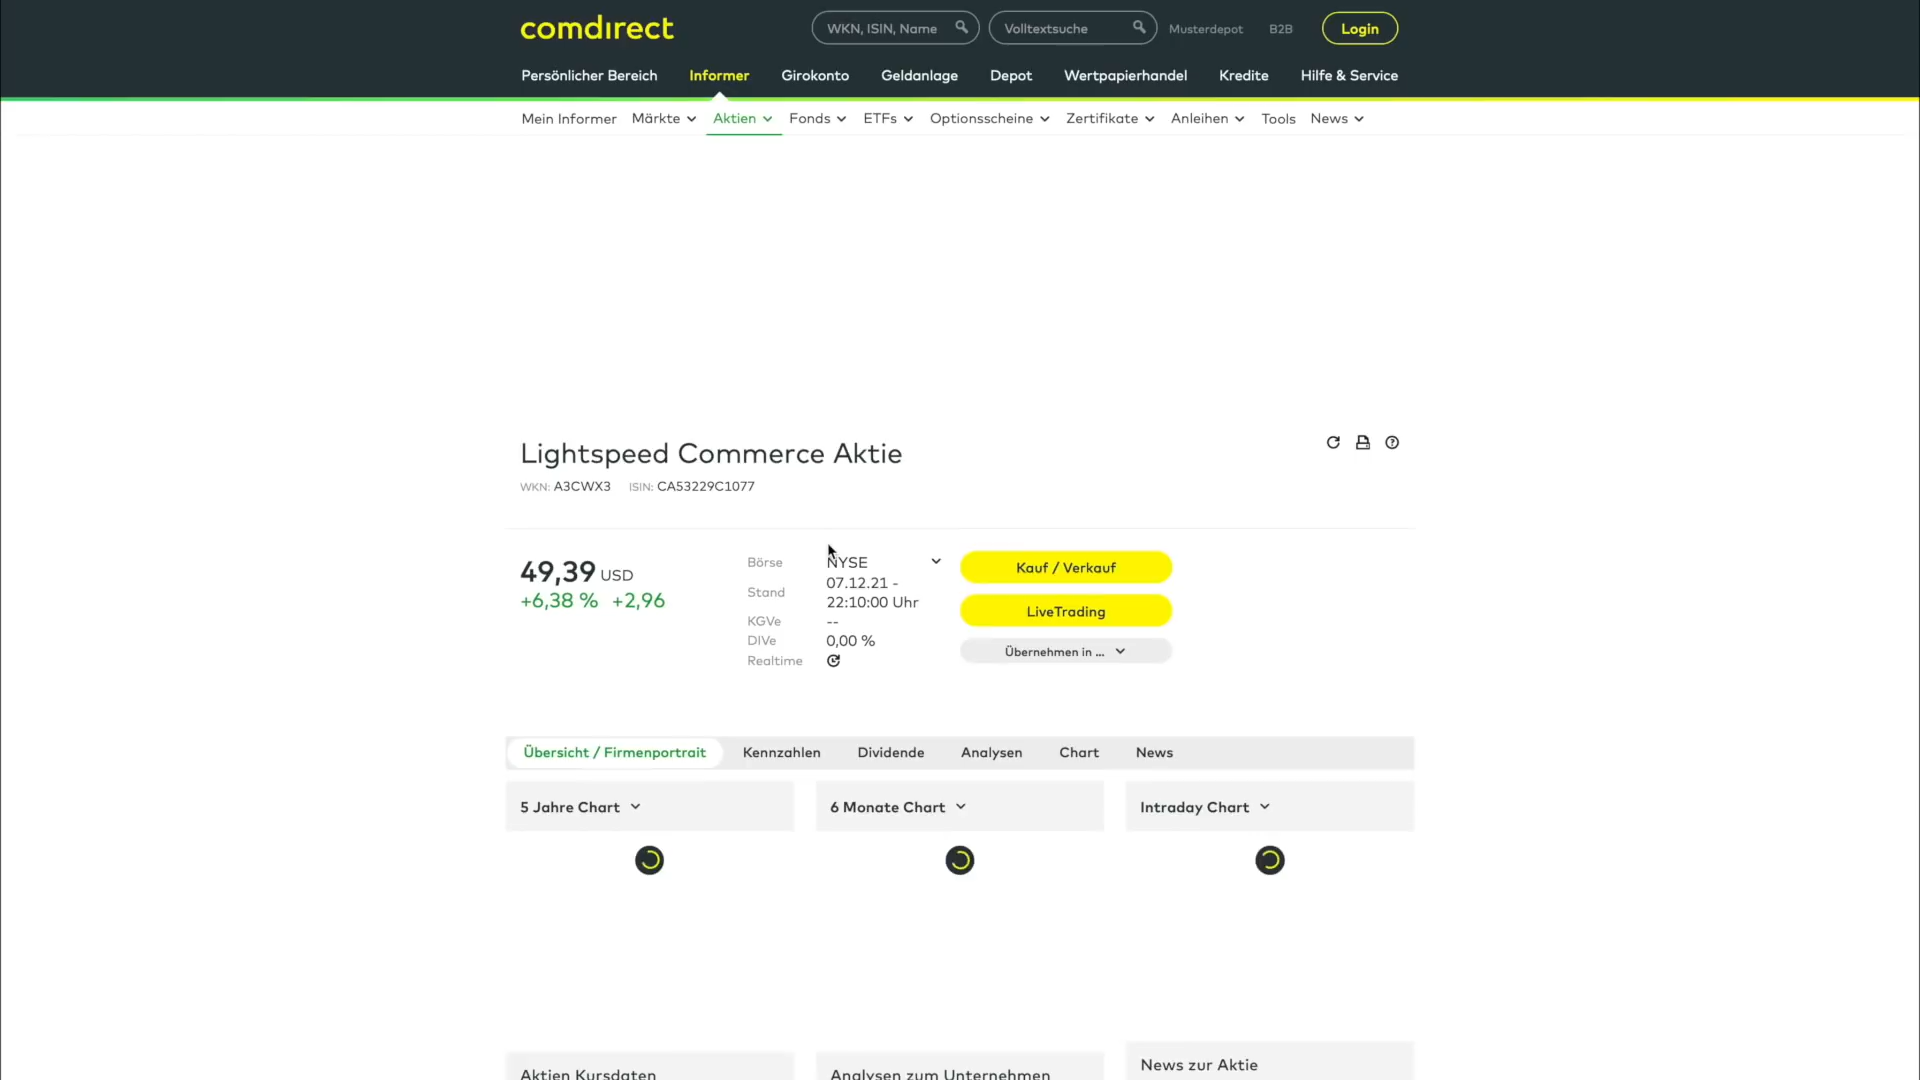 comdirect
WKN, ISIN, Name
Volltextsuche
Musterdepot
B2B
Login
Persönlicher Bereich
Informer
Girokonto
Geldanlage
Depot
Wertpapierhandel
Kredite
Hilfe & Service
Mein Informer
Märkte
Aktien
Fonds
ETFs
Optionsscheine
Zertifikate
Anleihen
Tools
News
Lightspeed Commerce Aktie
WKN: A3CWX3 ISIN: CA53229C1077
49,39 USD
+6,38 % +2,96
Börse NYSE
Stand 07.12.21 -
22:10:00 Uhr
KGVe --
DIVe 0,00 %
Realtime
Kauf / Verkauf
LiveTrading
Übernehmen in ...
Übersicht / Firmenportrait
Kennzahlen
Dividende
Analysen
Chart
News
5 Jahre Chart
6 Monate Chart
Intraday Chart
Aktien Kursdaten
Analysen zum Unternehmen
News zur Aktie